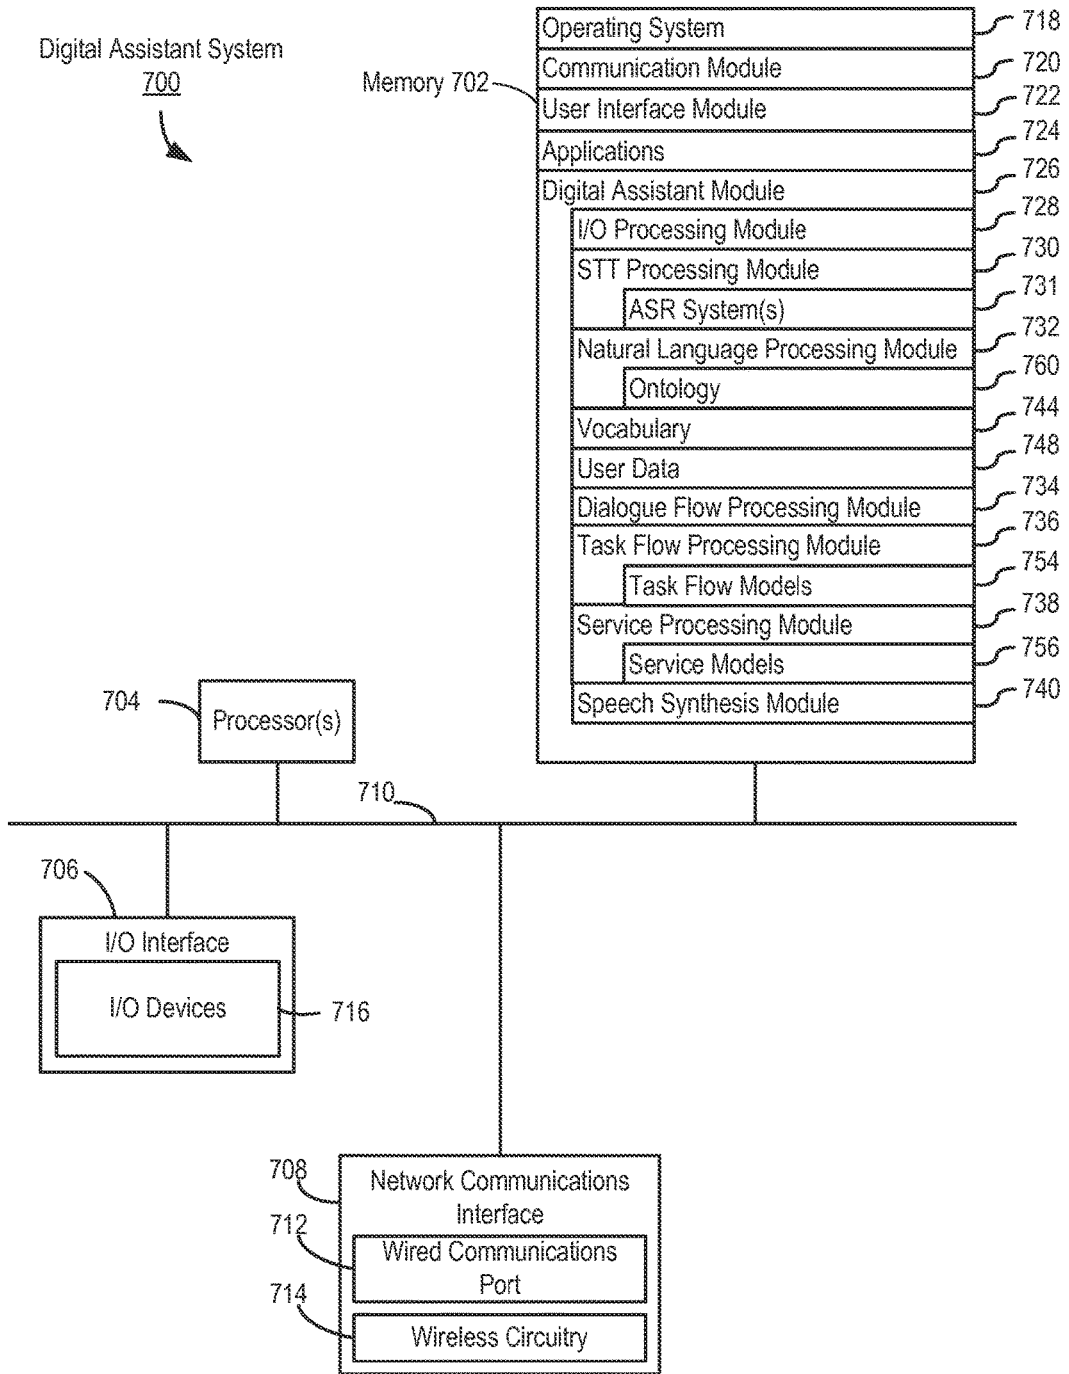 Digital Assistant System
700
Memory 702
Operating System 718
Communication Module 720
User Interface Module 722
Applications 724
Digital Assistant Module 726
I/O Processing Module 728
STT Processing Module 730
ASR System(s) 731
Natural Language Processing Module 732
Ontology 760
Vocabulary 744
User Data 748
Dialogue Flow Processing Module 734
Task Flow Processing Module 736
Task Flow Models 754
Service Processing Module 738
Service Models 756
Speech Synthesis Module 740
704
Processor(s)
710
706
I/O Interface
I/O Devices
716
708
Network Communications
Interface
712
Wired Communications
Port
714
Wireless Circuitry